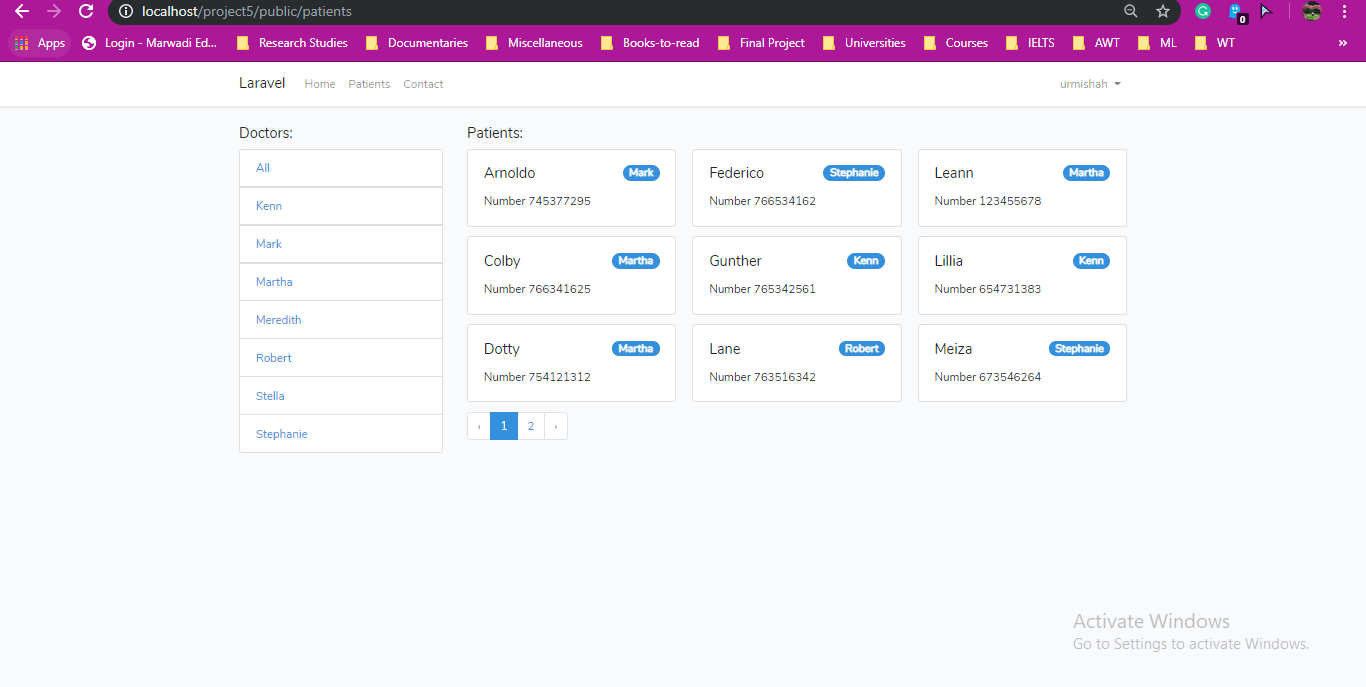 localhost/project5/public/patients
0
Apps Login - Marwadi Ed... Research Studies Documentaries Miscellaneous Books-to-read Final Project Universities Courses IELTS AWT ML WT »
Laravel Home Patients Contact urmishah
Doctors:
All
Kenn
Mark
Martha
Meredith
Robert
Stella
Stephanie
Patients:
Arnoldo Mark
Number 745377295
Federico Stephanie
Number 766534162
Leann Martha
Number 123455678
Colby Martha
Number 766341625
Gunther Kenn
Number 765342561
Lillia Kenn
Number 654731383
Dotty Martha
Number 754121312
Lane Robert
Number 763516342
Meiza Stephanie
Number 673546264
‹ 1 2 ›
Activate Windows
Go to Settings to activate Windows.